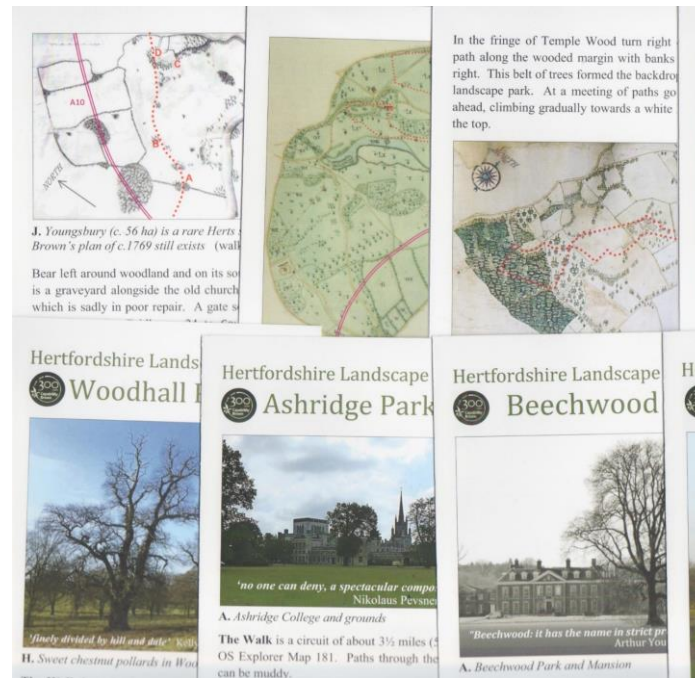 A10
D
C
B
A
NORTH
J. Youngsbury (c. 56 ha) is a rare Herts
Brown's plan of c.1769 still exists (wal
Bear left around woodland and on its so
is a graveyard alongside the old church
which is sadly in poor repair. A gate s
In the fringe of Temple Wood turn right
path along the wooded margin with banks
right. This belt of trees formed the backdro
landscape park. At a meeting of paths go
ahead, climbing gradually towards a white
the top.
Hertfordshire Landsc
300
Woodhall
'finely divided by hill and dale'
H. Sweet chestnut pollards in Woo
Hertfordshire Landscape
300
Ashridge Park
'no one can deny, a spectacular compo
Nikolaus Pevsne
A. Ashridge College and grounds
The Walk is a circuit of about 3½ miles (5
OS Explorer Map 181. Paths through the
can be muddy.
Hertfordshire Landscape
300
Beechwood
"Beechwood: it has the name in strict pr
Arthur You
A. Beechwood Park and Mansion
H